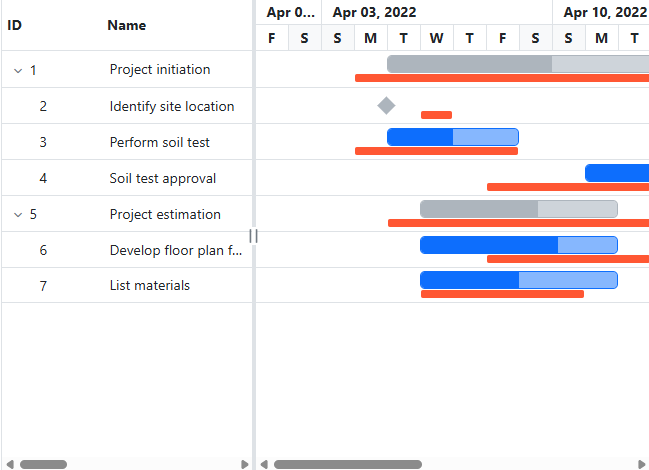 ID Name Apr 0... Apr 03, 2022 Apr 10, 2022
F S S M T W T F S S M T
1 Project initiation
2 Identify site location
3 Perform soil test
4 Soil test approval
5 Project estimation
6 Develop floor plan f...
7 List materials